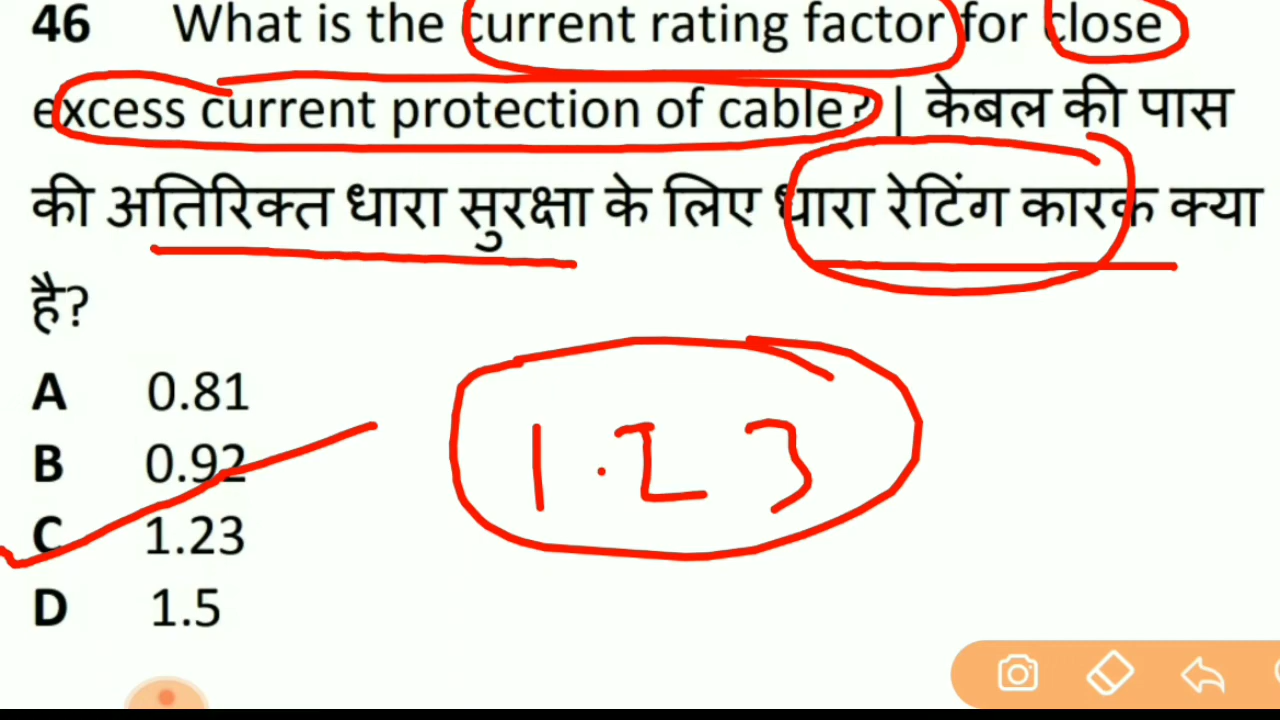 46 What is the current rating factor for close
excess current protection of cable? | केबल की पास
की अतिरिक्त धारा सुरक्षा के लिए धारा रेटिंग कारक क्या
है?
A 0.81
B 0.92
C 1.23
D 1.5
1.23